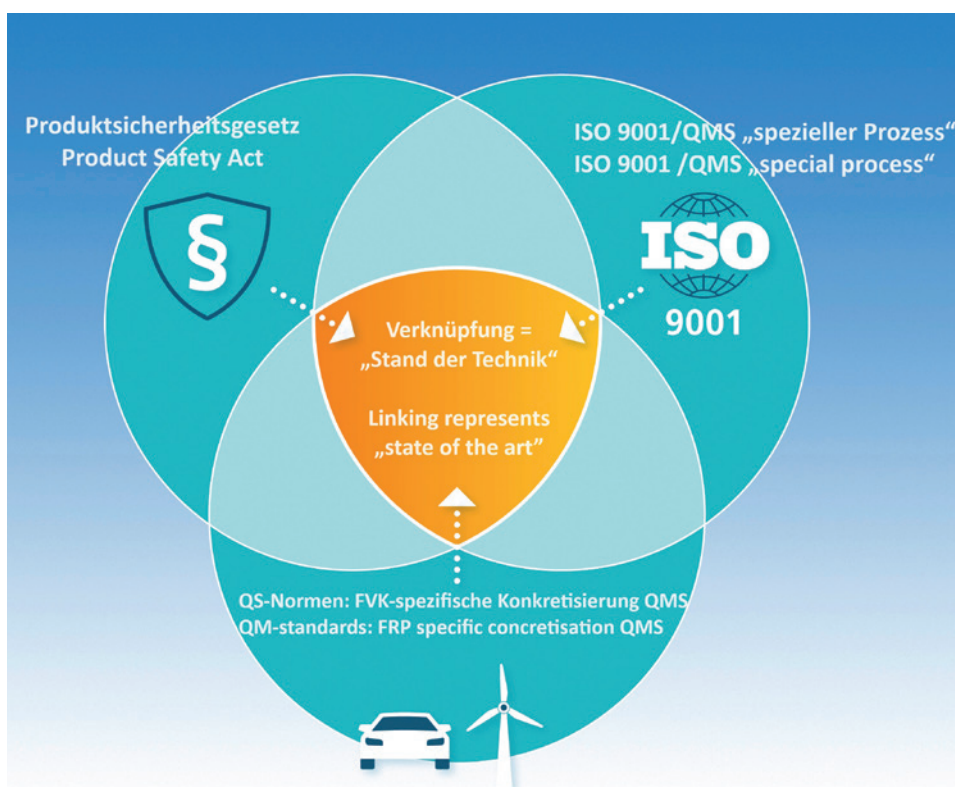 Produktsicherheitsgesetz
Product Safety Act
§
ISO 9001/QMS „spezieller Prozess“
ISO 9001 /QMS „special process“
ISO
9001
Verknüpfung =
„Stand der Technik“
Linking represents
„state of the art”
QS-Normen: FVK-spezifische Konkretisierung QMS
QM-standards: FRP specific concretisation QMS